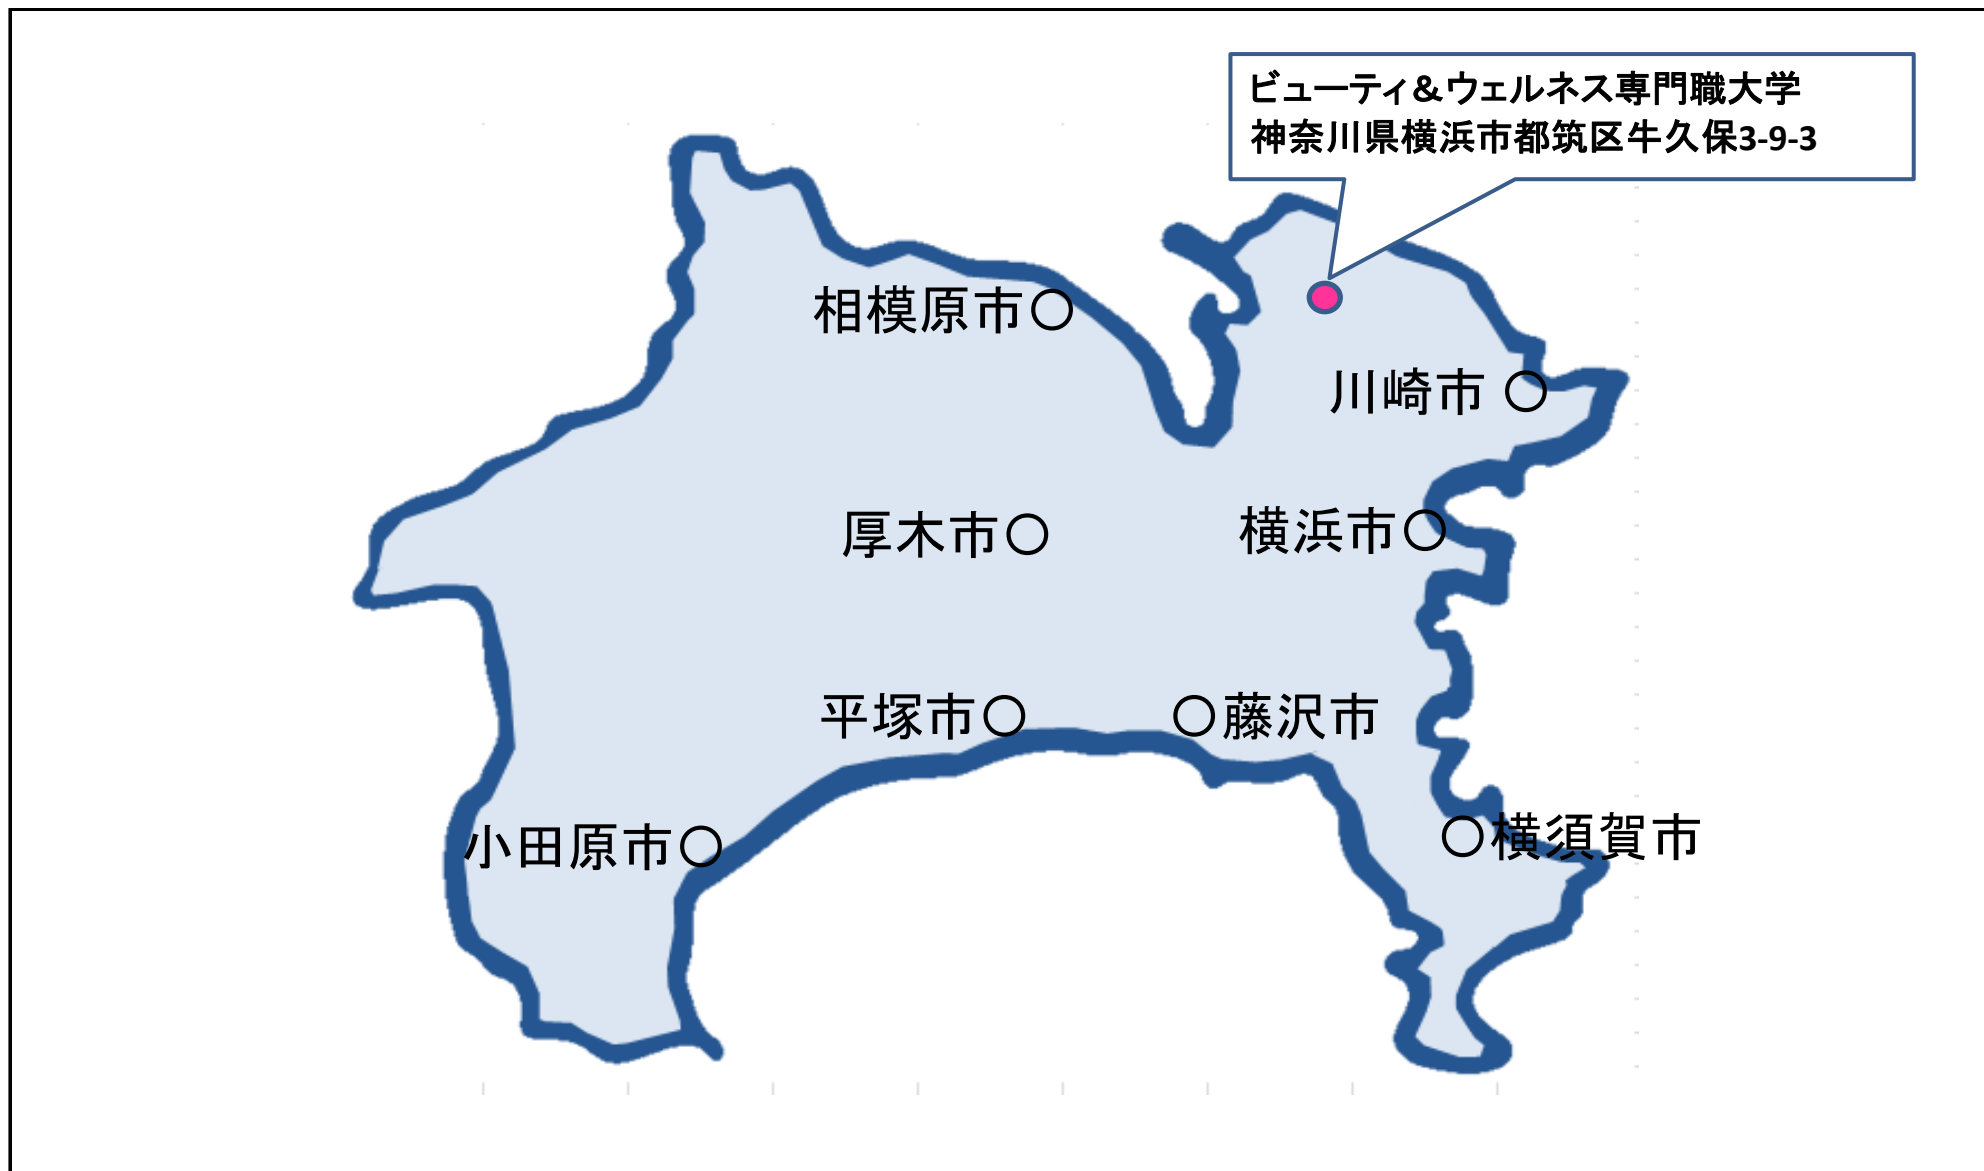 ビューティ&ウェルネス専門職大学
神奈川県横浜市都筑区牛久保3-9-3
相模原市○
川崎市 ○
厚木市○
横浜市○
平塚市○
○藤沢市
小田原市○
○横須賀市